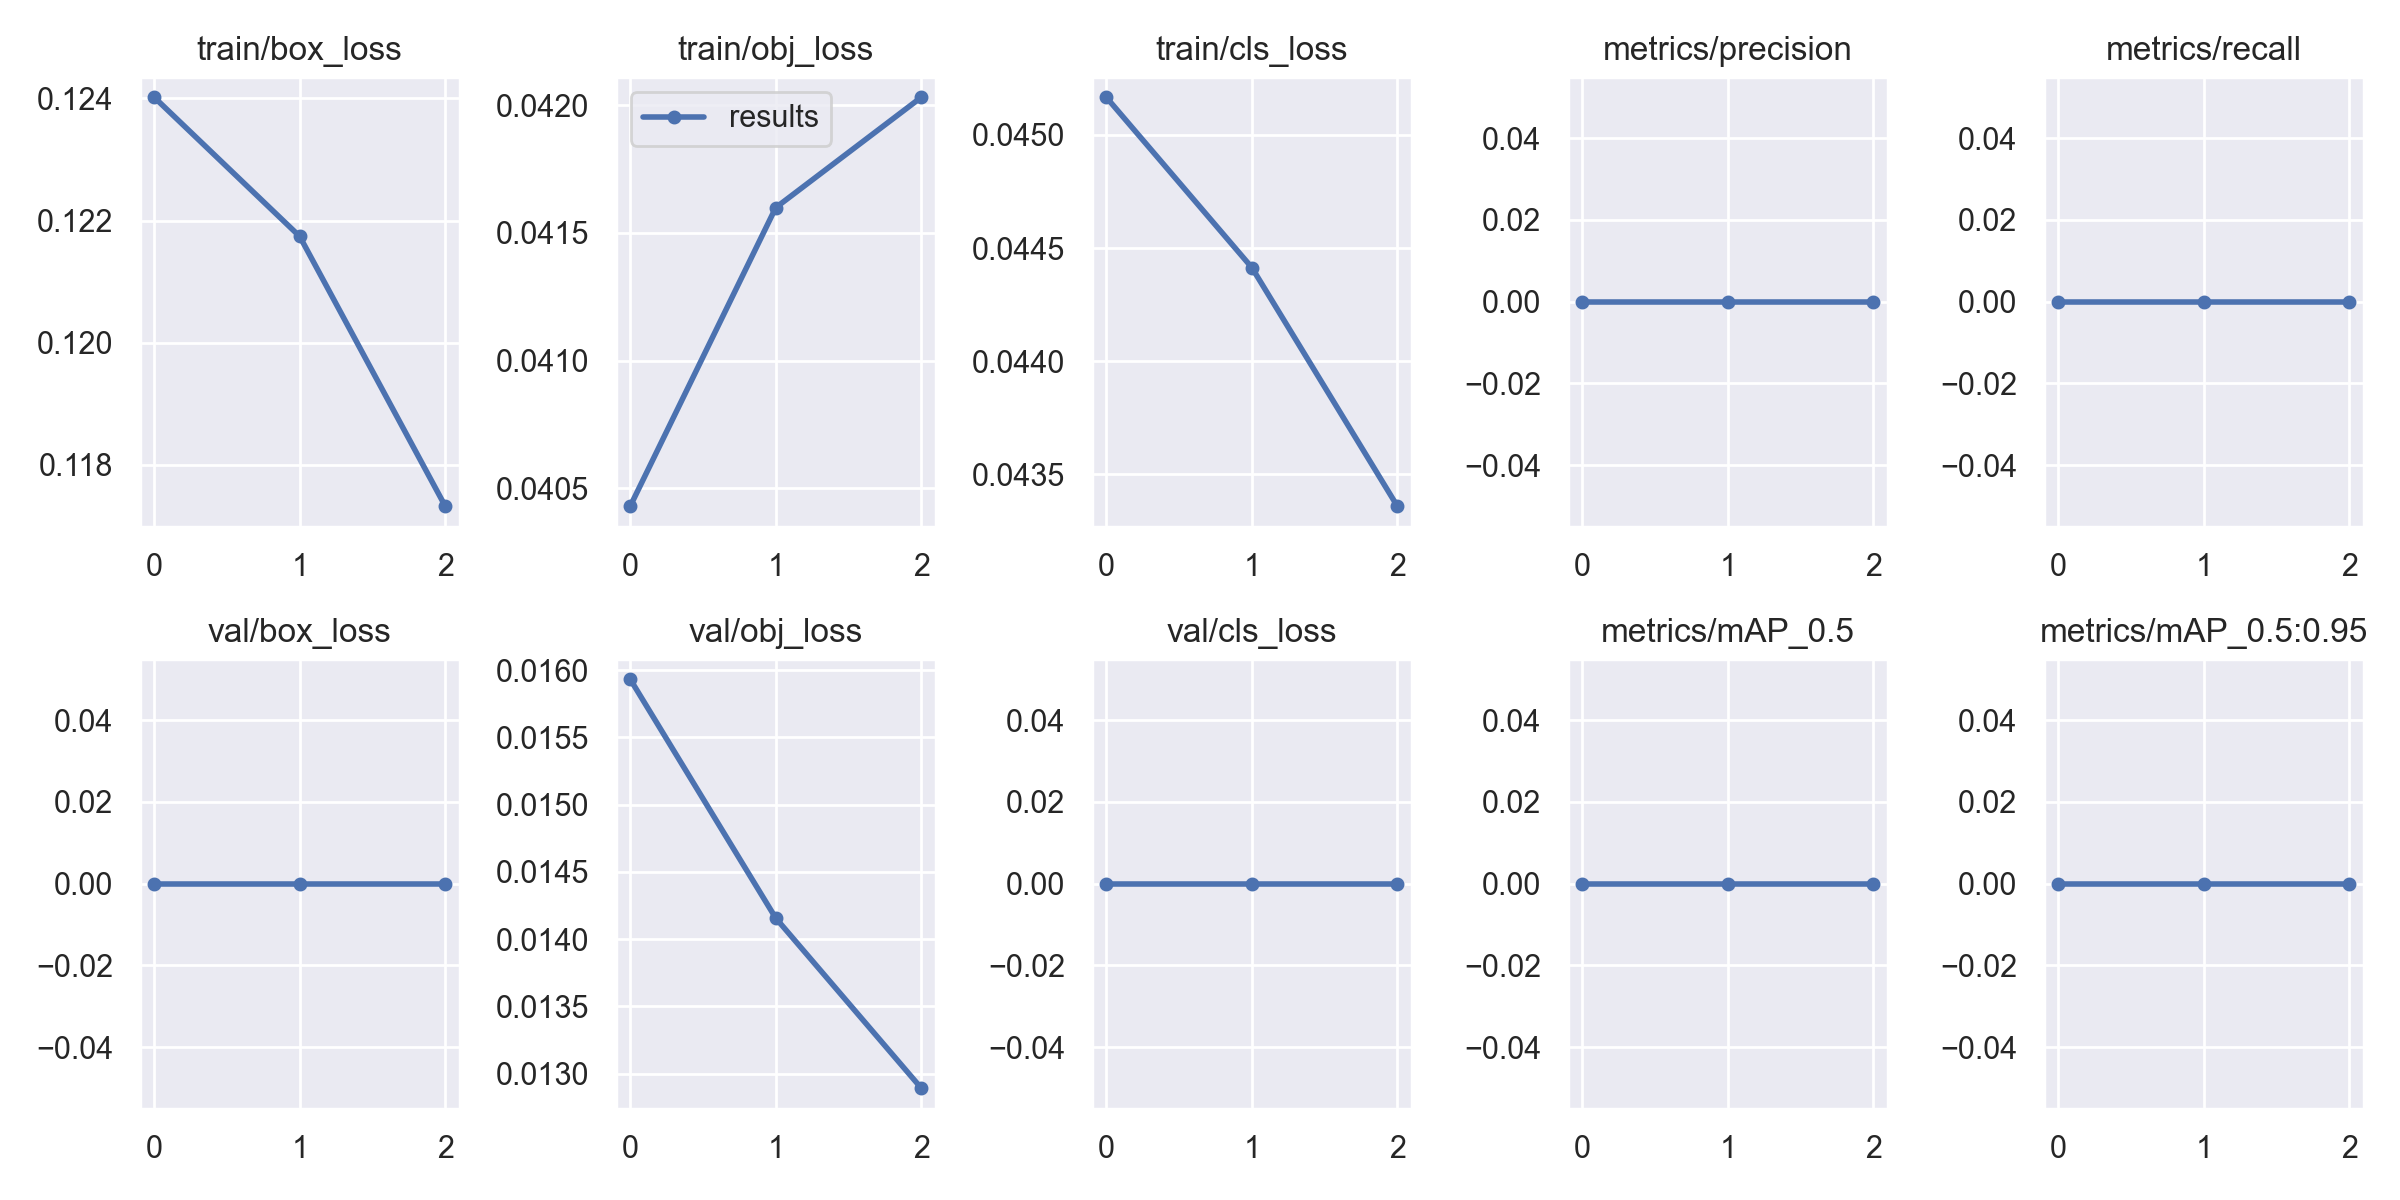 train/box_loss
0.124
0.122
0.120
0.118
0 1 2
train/obj_loss
results
0.0420
0.0415
0.0410
0.0405
0 1 2
train/cls_loss
0.0450
0.0445
0.0440
0.0435
0 1 2
metrics/precision
0.04
0.02
0.00
−0.02
−0.04
0 1 2
metrics/recall
0.04
0.02
0.00
−0.02
−0.04
0 1 2
val/box_loss
0.04
0.02
0.00
−0.02
−0.04
0 1 2
val/obj_loss
0.0160
0.0155
0.0150
0.0145
0.0140
0.0135
0.0130
0 1 2
val/cls_loss
0.04
0.02
0.00
−0.02
−0.04
0 1 2
metrics/mAP_0.5
0.04
0.02
0.00
−0.02
−0.04
0 1 2
metrics/mAP_0.5:0.95
0.04
0.02
0.00
−0.02
−0.04
0 1 2